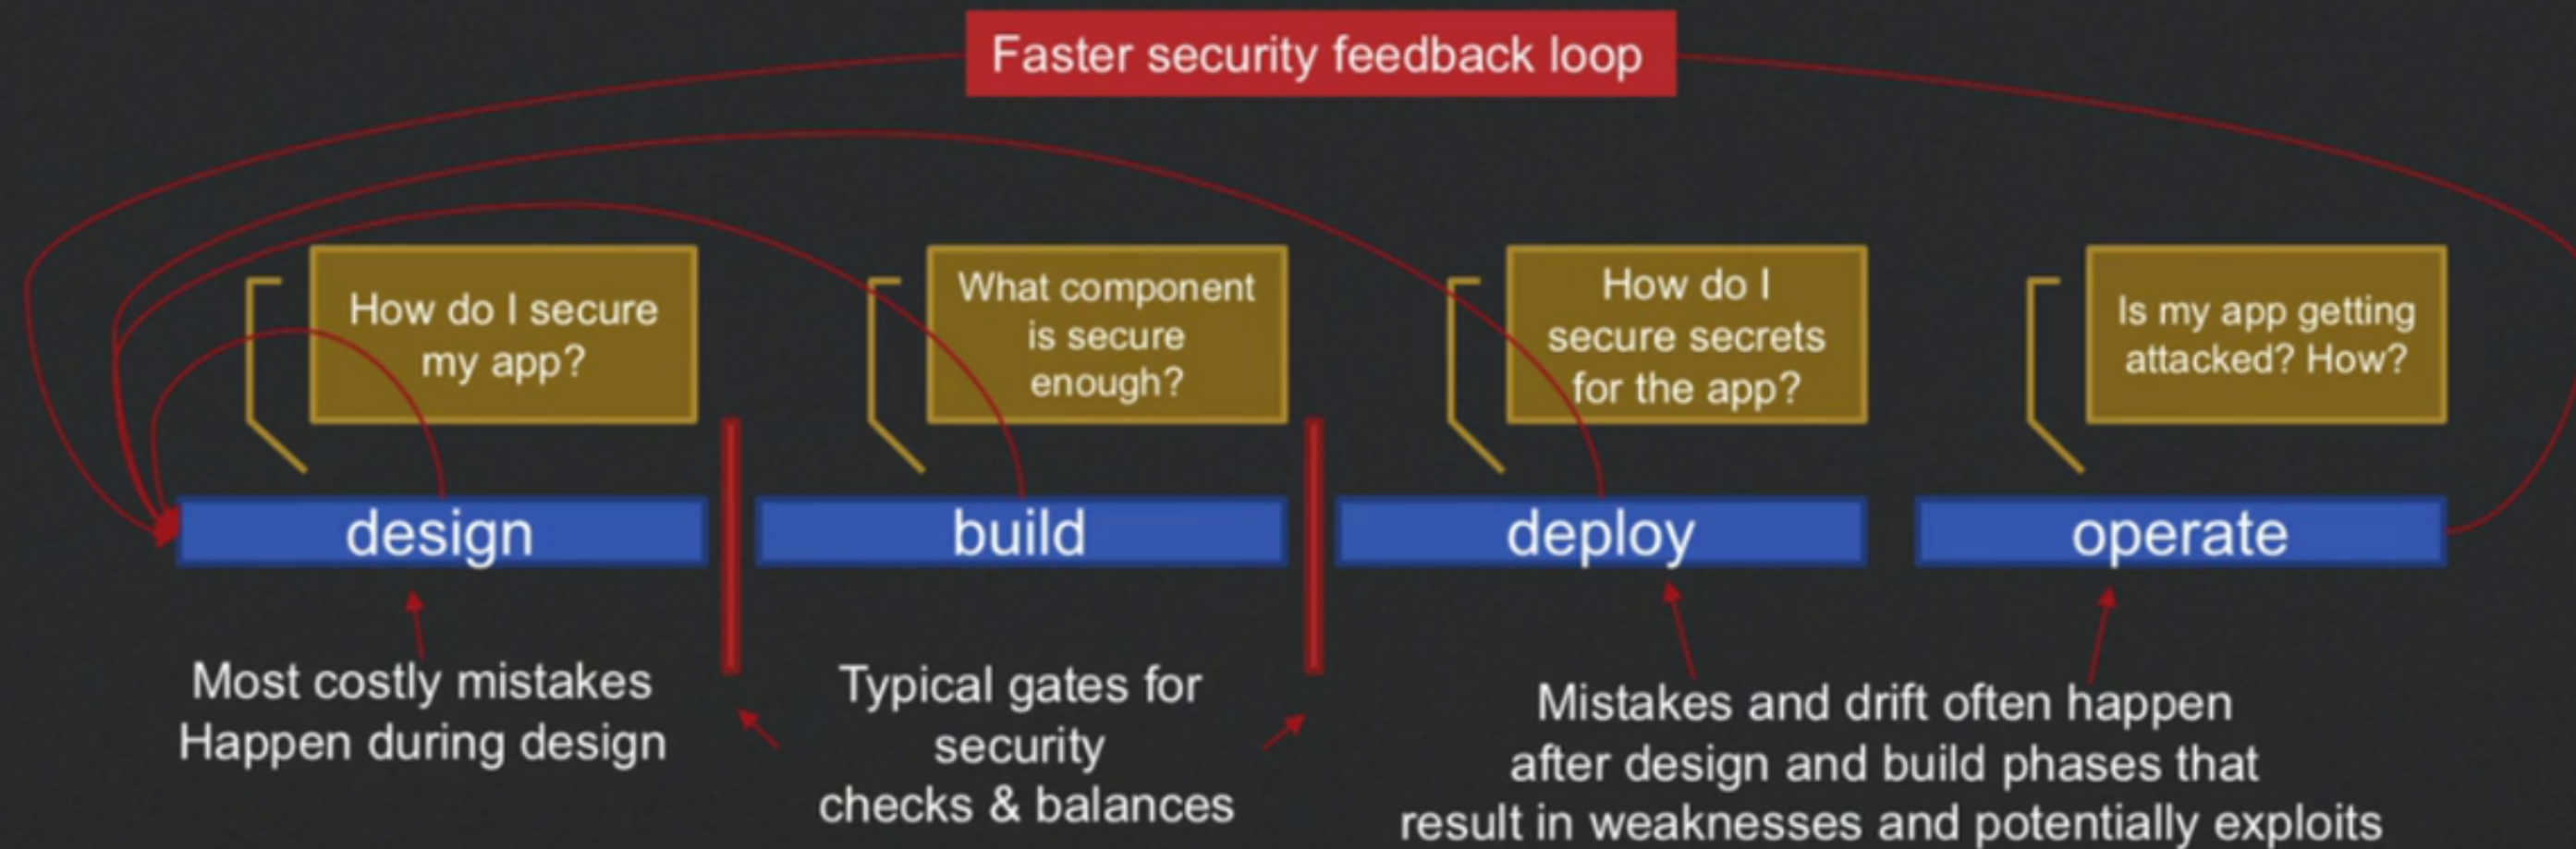 Faster security feedback loop
How do I secure
my app?
What component
is secure
enough?
How do I
secure secrets
for the app?
Is my app getting
attacked? How?
design
build
deploy
operate
Most costly mistakes
Happen during design
Typical gates for
security
checks & balances
Mistakes and drift often happen
after design and build phases that
result in weaknesses and potentially exploits